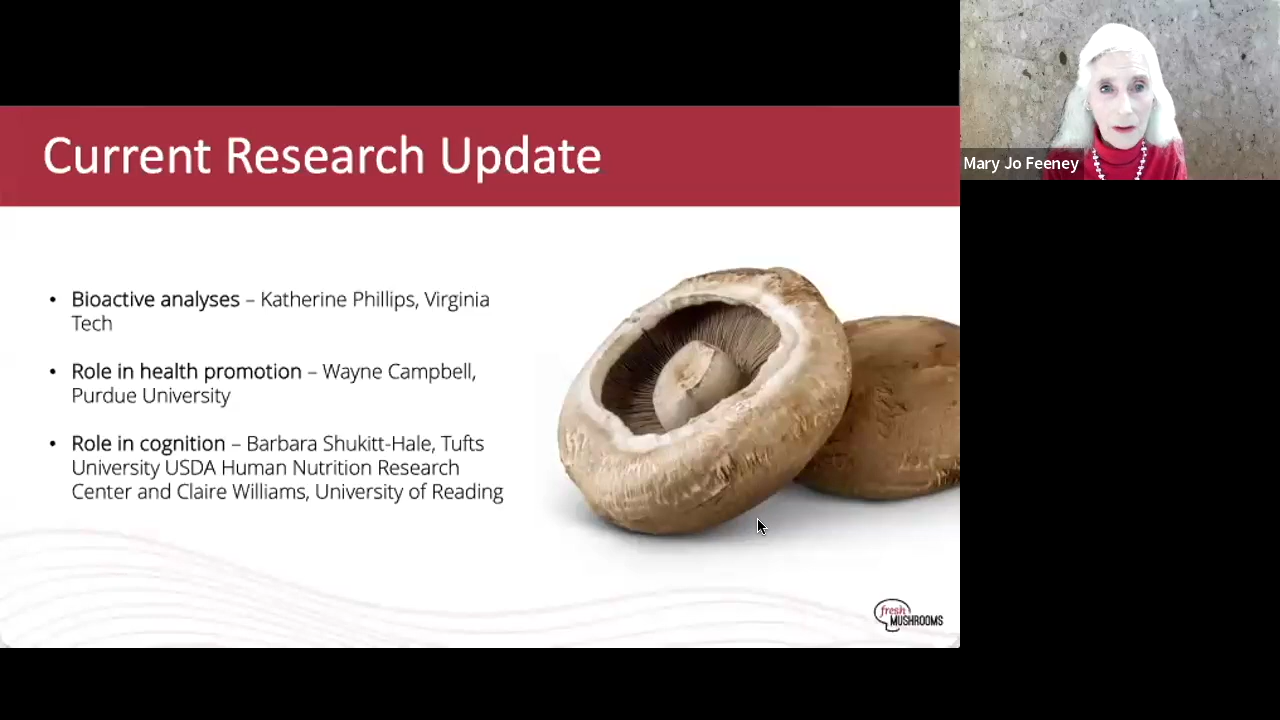 Current Research Update
Mary Jo Feeney
• Bioactive analyses – Katherine Phillips, Virginia
Tech
• Role in health promotion – Wayne Campbell,
Purdue University
• Role in cognition – Barbara Shukitt-Hale, Tufts
University USDA Human Nutrition Research
Center and Claire Williams, University of Reading
fresh
MUSHROOMS